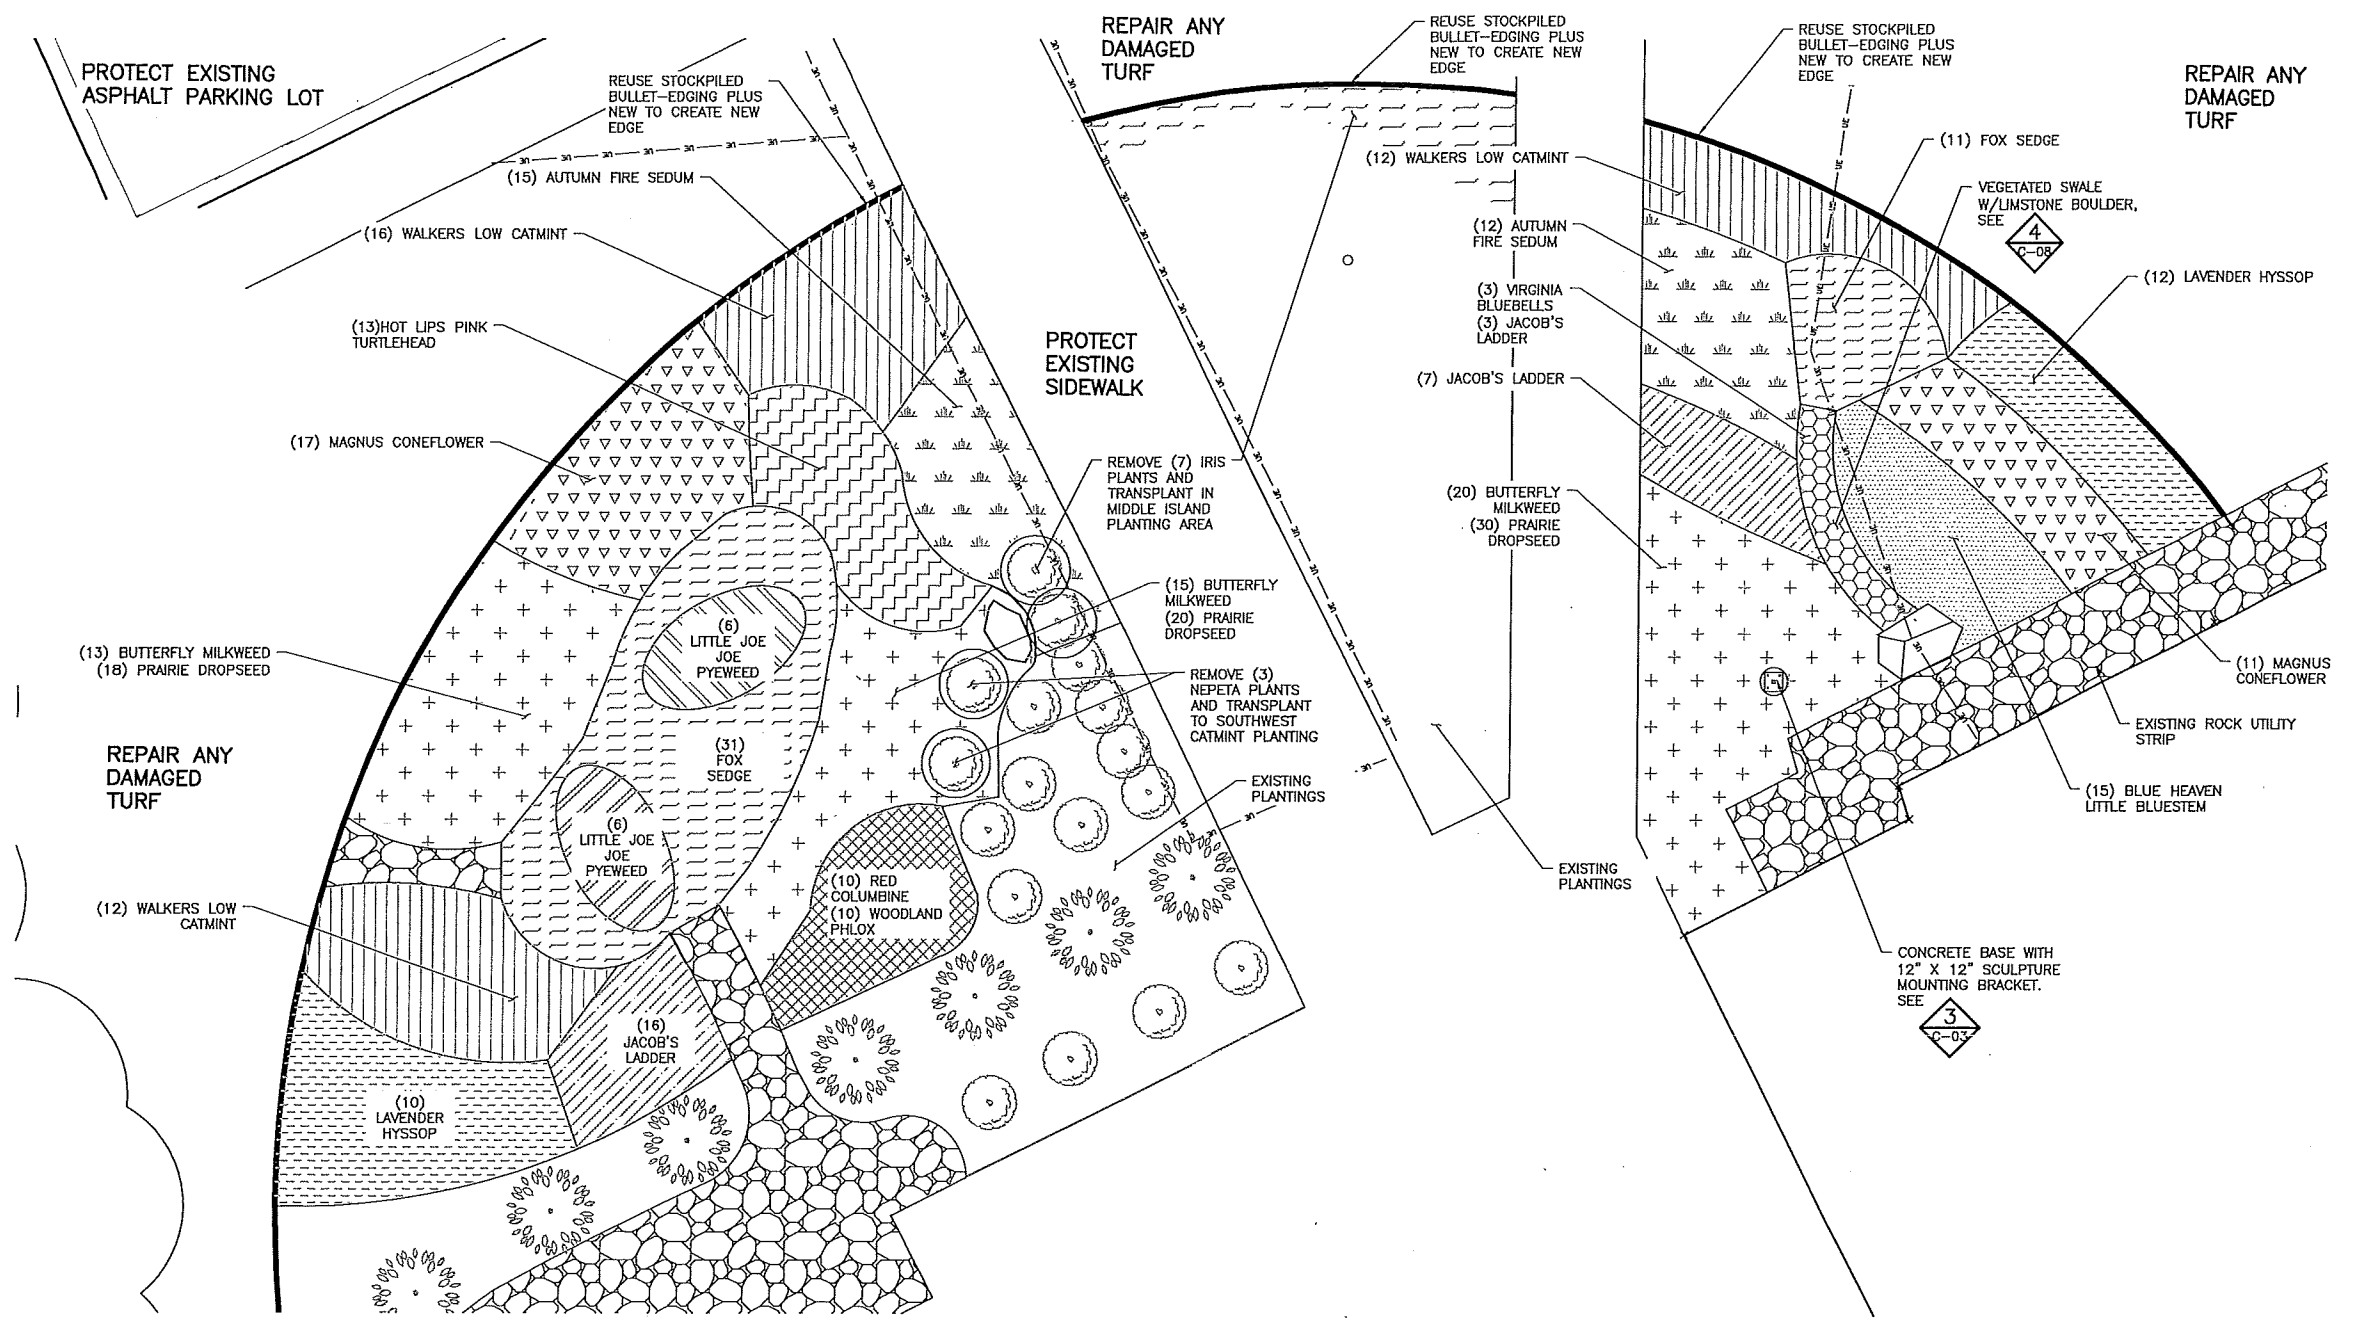 PROTECT EXISTING
ASPHALT PARKING LOT
REUSE STOCKPILED
BULLET-EDGING PLUS
NEW TO CREATE NEW
EDGE
(15) AUTUMN FIRE SEDUM
(16) WALKERS LOW CATMINT
(13)HOT LIPS PINK
TURTLEHEAD
(17) MAGNUS CONEFLOWER
(13) BUTTERFLY MILKWEED
(18) PRAIRIE DROPSEED
REPAIR ANY
DAMAGED
TURF
(12) WALKERS LOW
CATMINT
(6)
LITTLE JOE
JOE
PYEWEED
(31)
FOX
SEDGE
(6)
LITTLE JOE
JOE
PYEWEED
(10) RED
COLUMBINE
(10) WOODLAND
PHLOX
(16)
JACOB'S
LADDER
(10)
LAVENDER
HYSSOP
REPAIR ANY
DAMAGED
TURF
REUSE STOCKPILED
BULLET-EDGING PLUS
NEW TO CREATE NEW
EDGE
PROTECT
EXISTING
SIDEWALK
REMOVE (7) IRIS
PLANTS AND
TRANSPLANT IN
MIDDLE ISLAND
PLANTING AREA
(15) BUTTERFLY
MILKWEED
(20) PRAIRIE
DROPSEED
REMOVE (3)
NEPETA PLANTS
AND TRANSPLANT
TO SOUTHWEST
CATMINT PLANTING
EXISTING
PLANTINGS
EXISTING
PLANTINGS
REUSE STOCKPILED
BULLET-EDGING PLUS
NEW TO CREATE NEW
EDGE
REPAIR ANY
DAMAGED
TURF
(12) WALKERS LOW CATMINT
(12) AUTUMN
FIRE SEDUM
(3) VIRGINIA
BLUEBELLS
(3) JACOB'S
LADDER
(7) JACOB'S LADDER
(20) BUTTERFLY
MILKWEED
(30) PRAIRIE
DROPSEED
(11) FOX SEDGE
VEGETATED SWALE
W/LIMSTONE BOULDER,
SEE
4
C-08
(12) LAVENDER HYSSOP
(11) MAGNUS
CONEFLOWER
EXISTING ROCK UTILITY
STRIP
(15) BLUE HEAVEN
LITTLE BLUESTEM
CONCRETE BASE WITH
12" X 12" SCULPTURE
MOUNTING BRACKET.
SEE
3
C-03